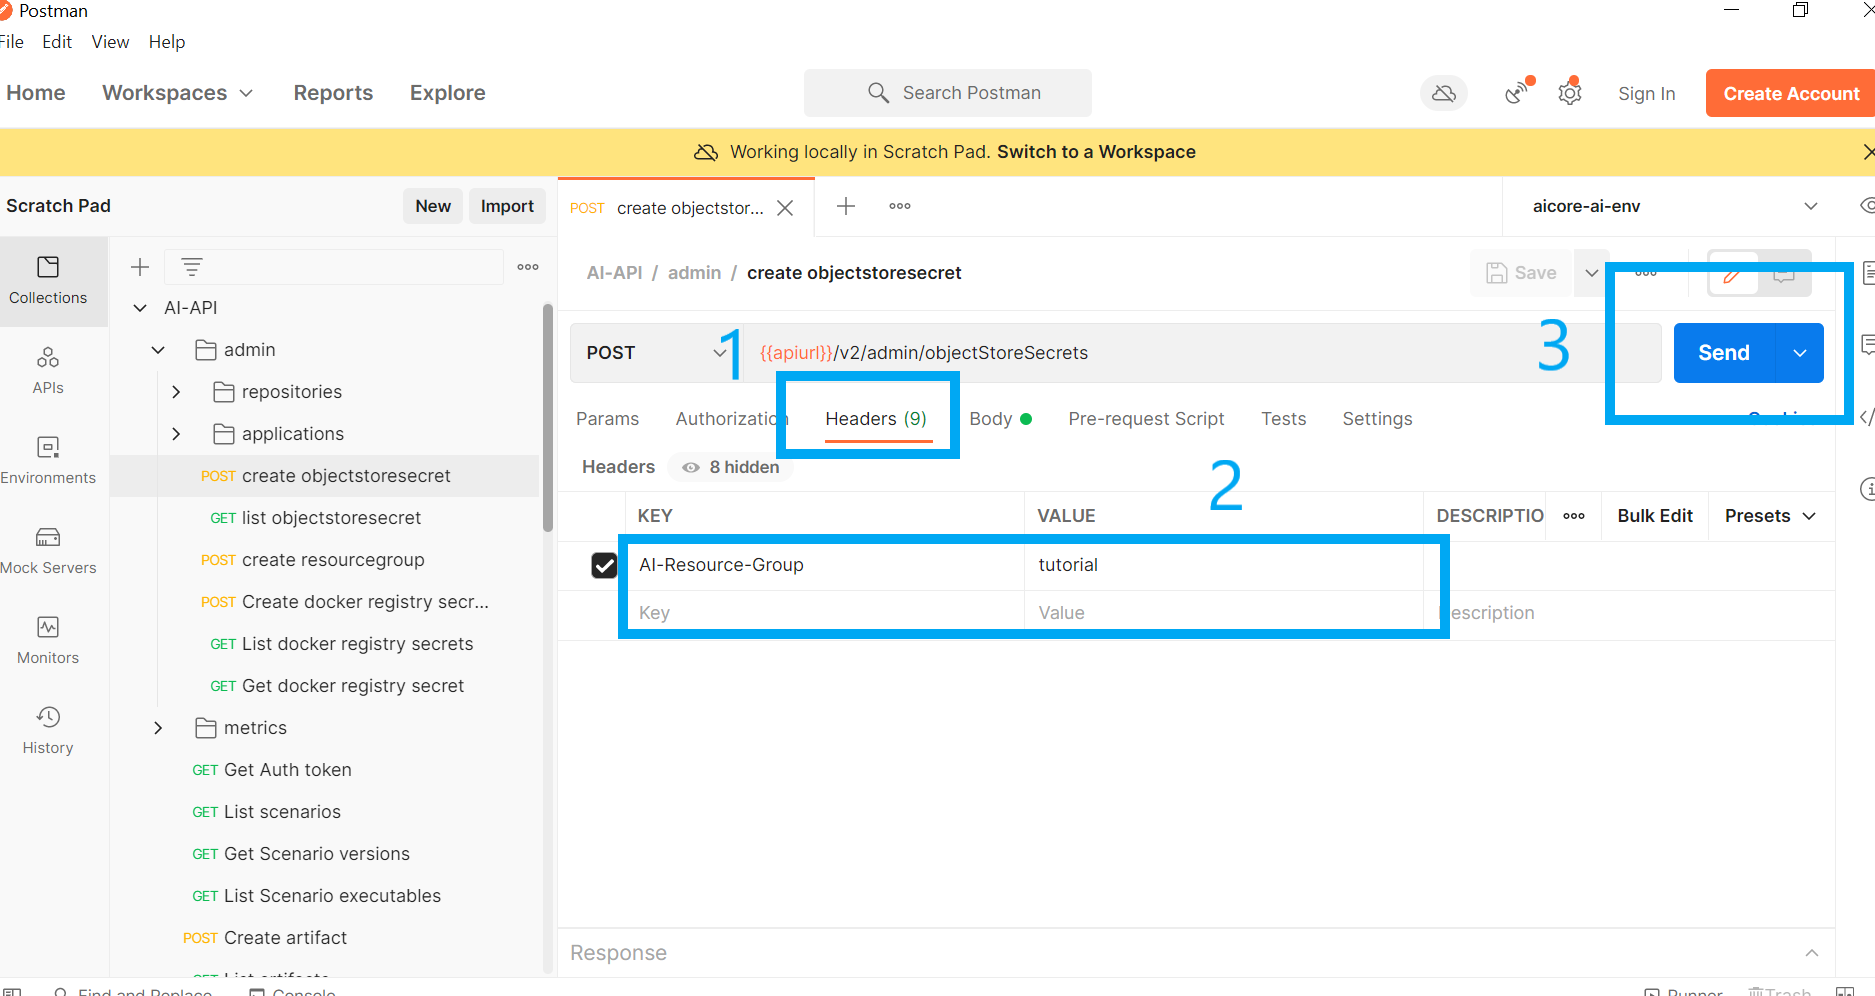 Postman
File Edit View Help
Home Workspaces Reports Explore Search Postman Sign In Create Account
Working locally in Scratch Pad. Switch to a Workspace
Scratch Pad New Import POST create objectstor... aicore-ai-env
Collections
APIs
Environments
Mock Servers
Monitors
History
AI-API
admin
repositories
applications
POST create objectstoresecret
GET list objectstoresecret
POST create resourcegroup
POST Create docker registry secr...
GET List docker registry secrets
GET Get docker registry secret
metrics
GET Get Auth token
GET List scenarios
GET Get Scenario versions
GET List Scenario executables
POST Create artifact
GET List artifacts
AI-API / admin / create objectstoresecret Save
POST 1 {{apiurl}}/v2/admin/objectStoreSecrets 3 Send
Params Authorization Headers (9) Body Pre-request Script Tests Settings
Headers 8 hidden 2
KEY VALUE DESCRIPTIO Bulk Edit Presets
AI-Resource-Group tutorial
Key Value escription
Response
Find and Replace Console Runner Trash